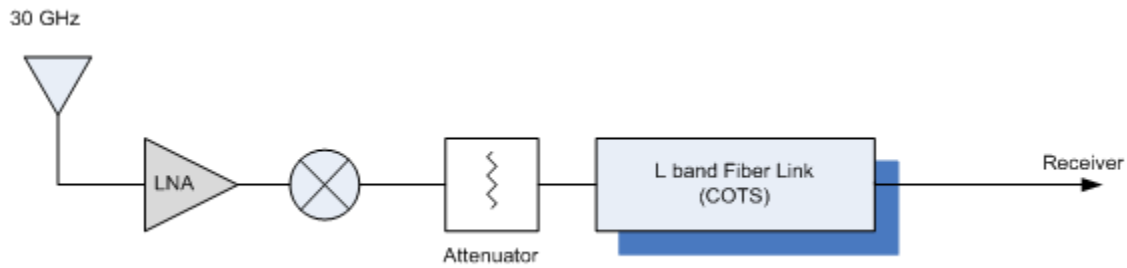 30 GHz
LNA
Attenuator
L band Fiber Link
(COTS)
Receiver